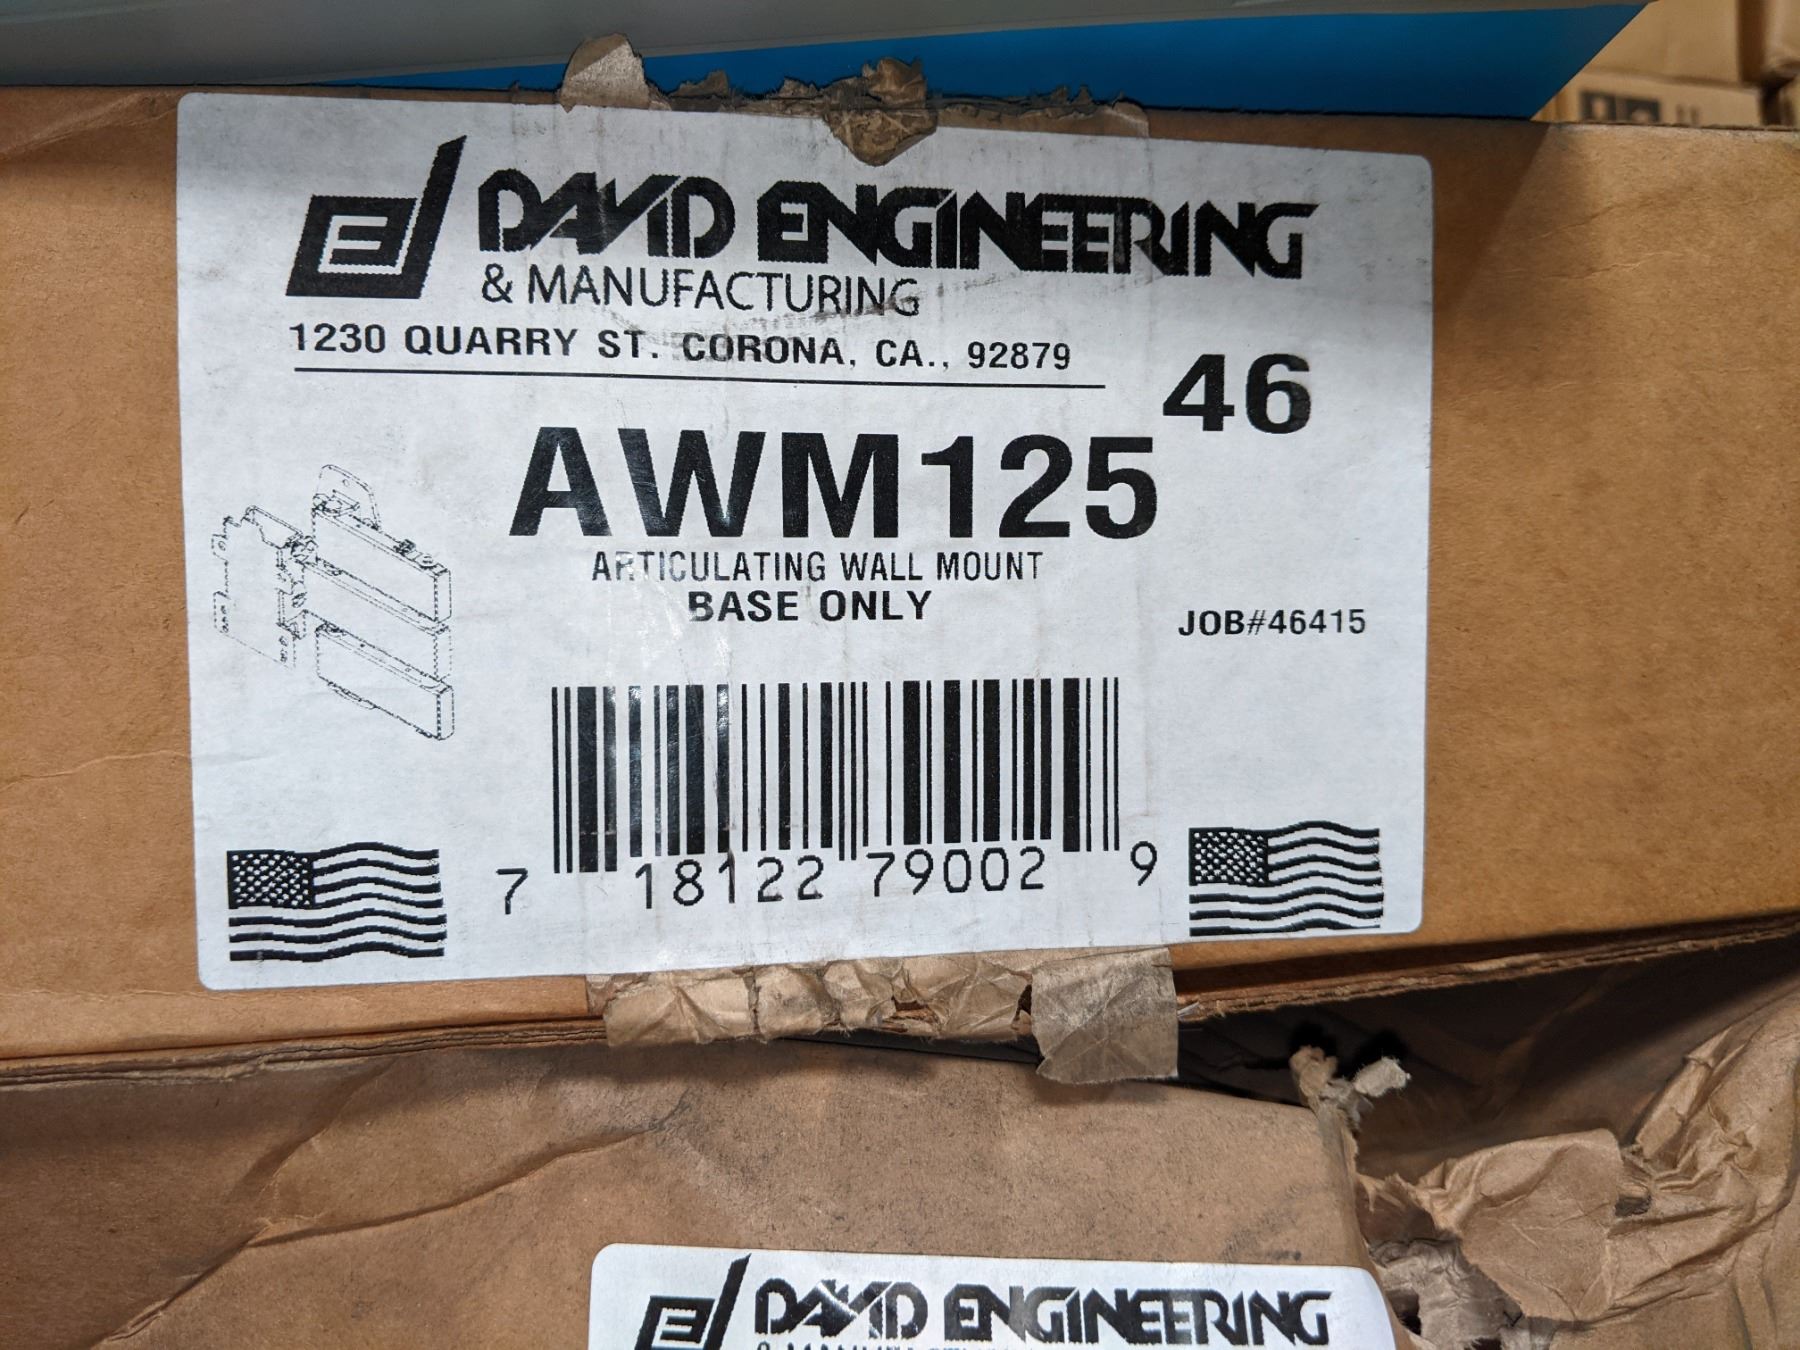 DAVID ENGINEERING
& MANUFACTURING
1230 QUARRY ST. CORONA, CA., 92879
46
AWM125
ARTICULATING WALL MOUNT
BASE ONLY
JOB#46415
7 18122 79002 9
DAVID ENGINEERING